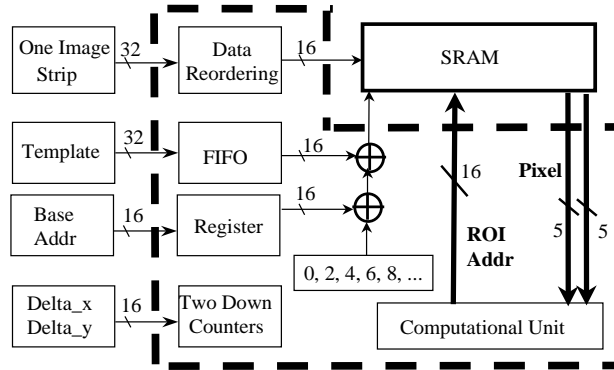 One Image
Strip
32
Data
Reordering
16
SRAM
Template
32
FIFO
16
Base
Addr
16
Register
16
0, 2, 4, 6, 8, ...
Delta_x
Delta_y
16
Two Down
Counters
16
ROI
Addr
Pixel
5
5
Computational Unit